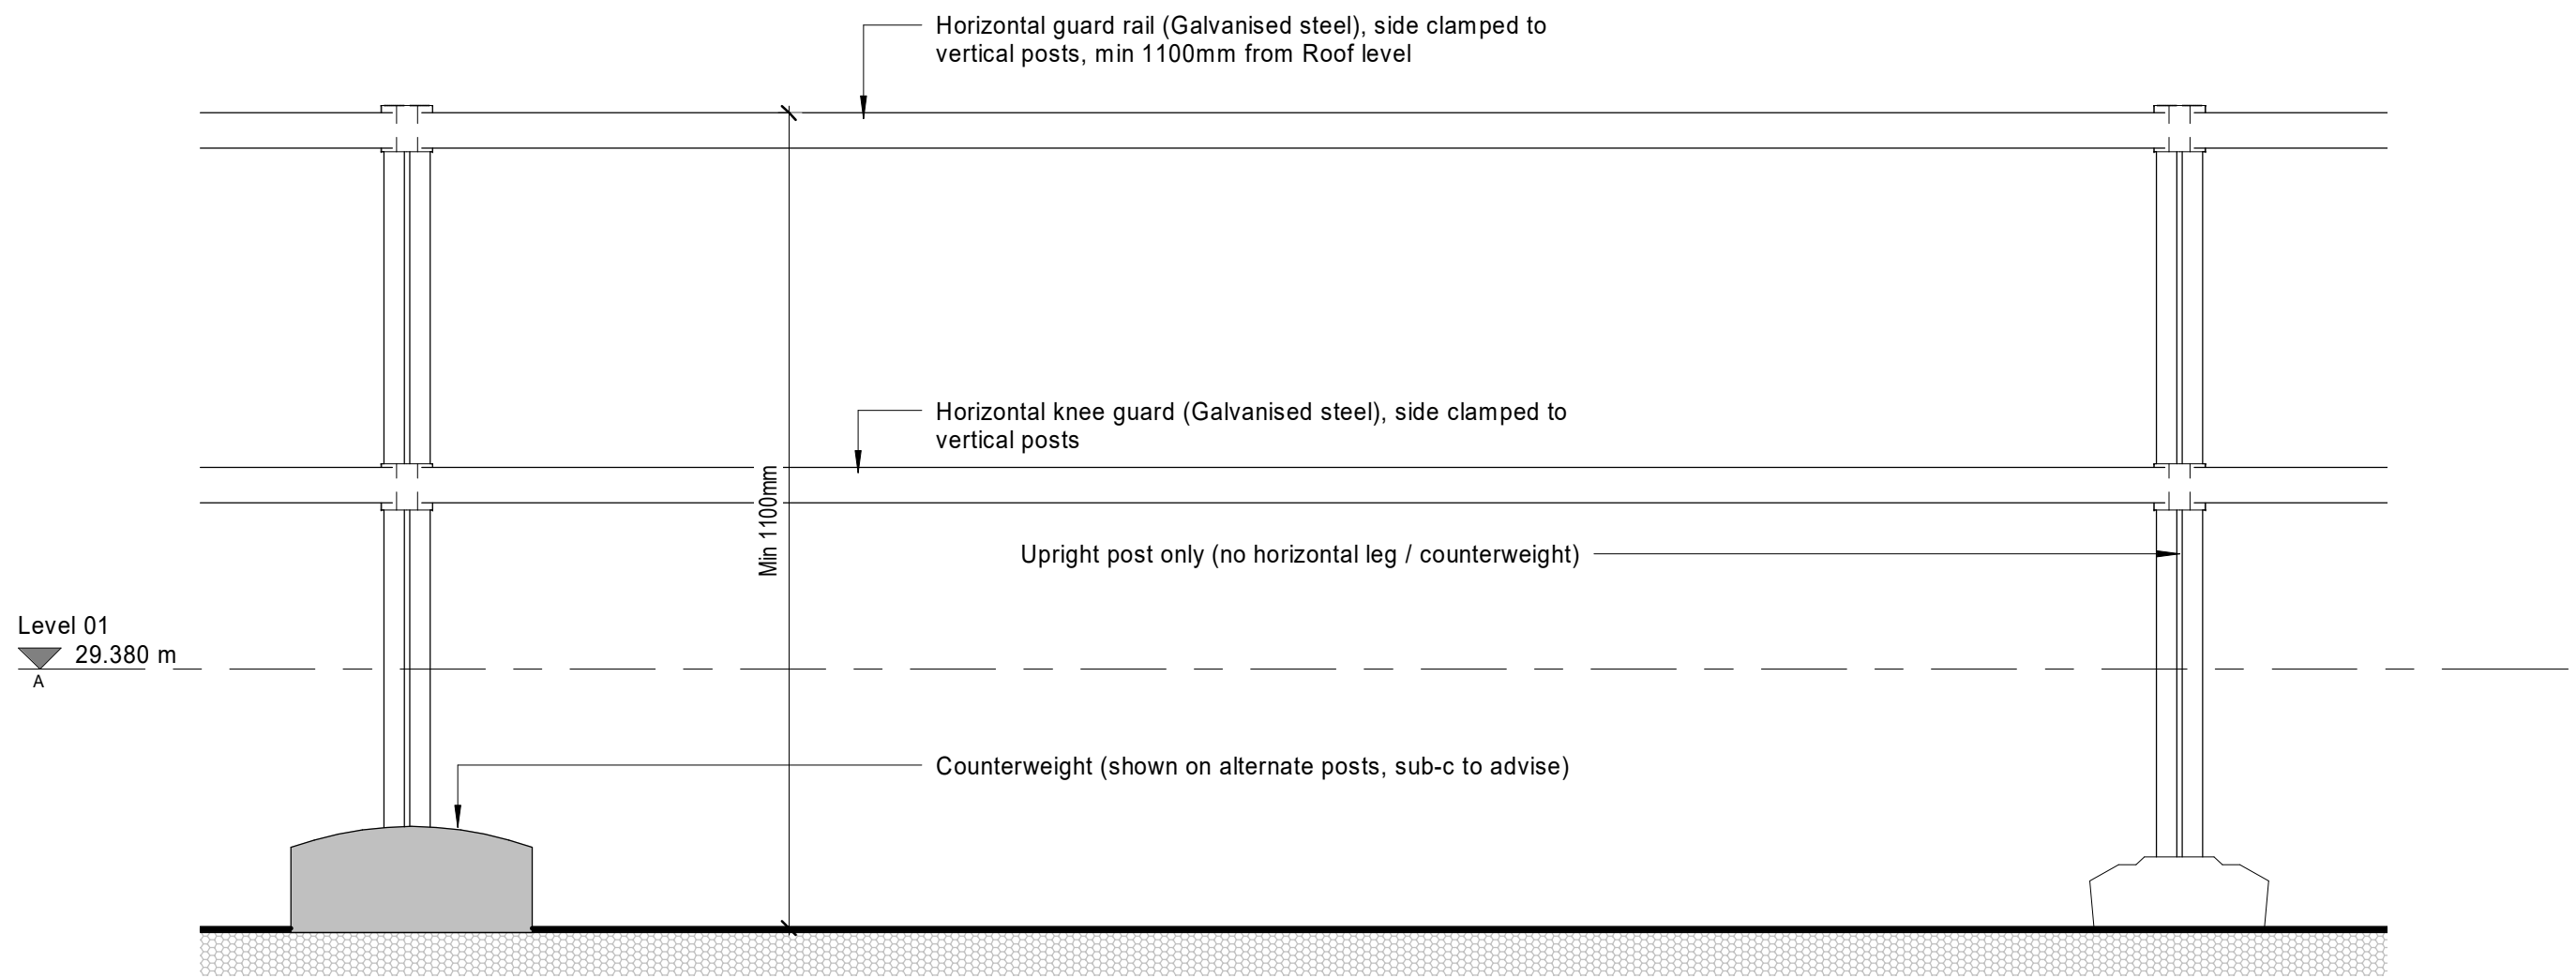 Horizontal guard rail (Galvanised steel), side clamped to
vertical posts, min 1100mm from Roof level
Horizontal knee guard (Galvanised steel), side clamped to
vertical posts
Min 1100mm
Upright post only (no horizontal leg / counterweight)
Level 01
29.380 m
A
Counterweight (shown on alternate posts, sub-c to advise)